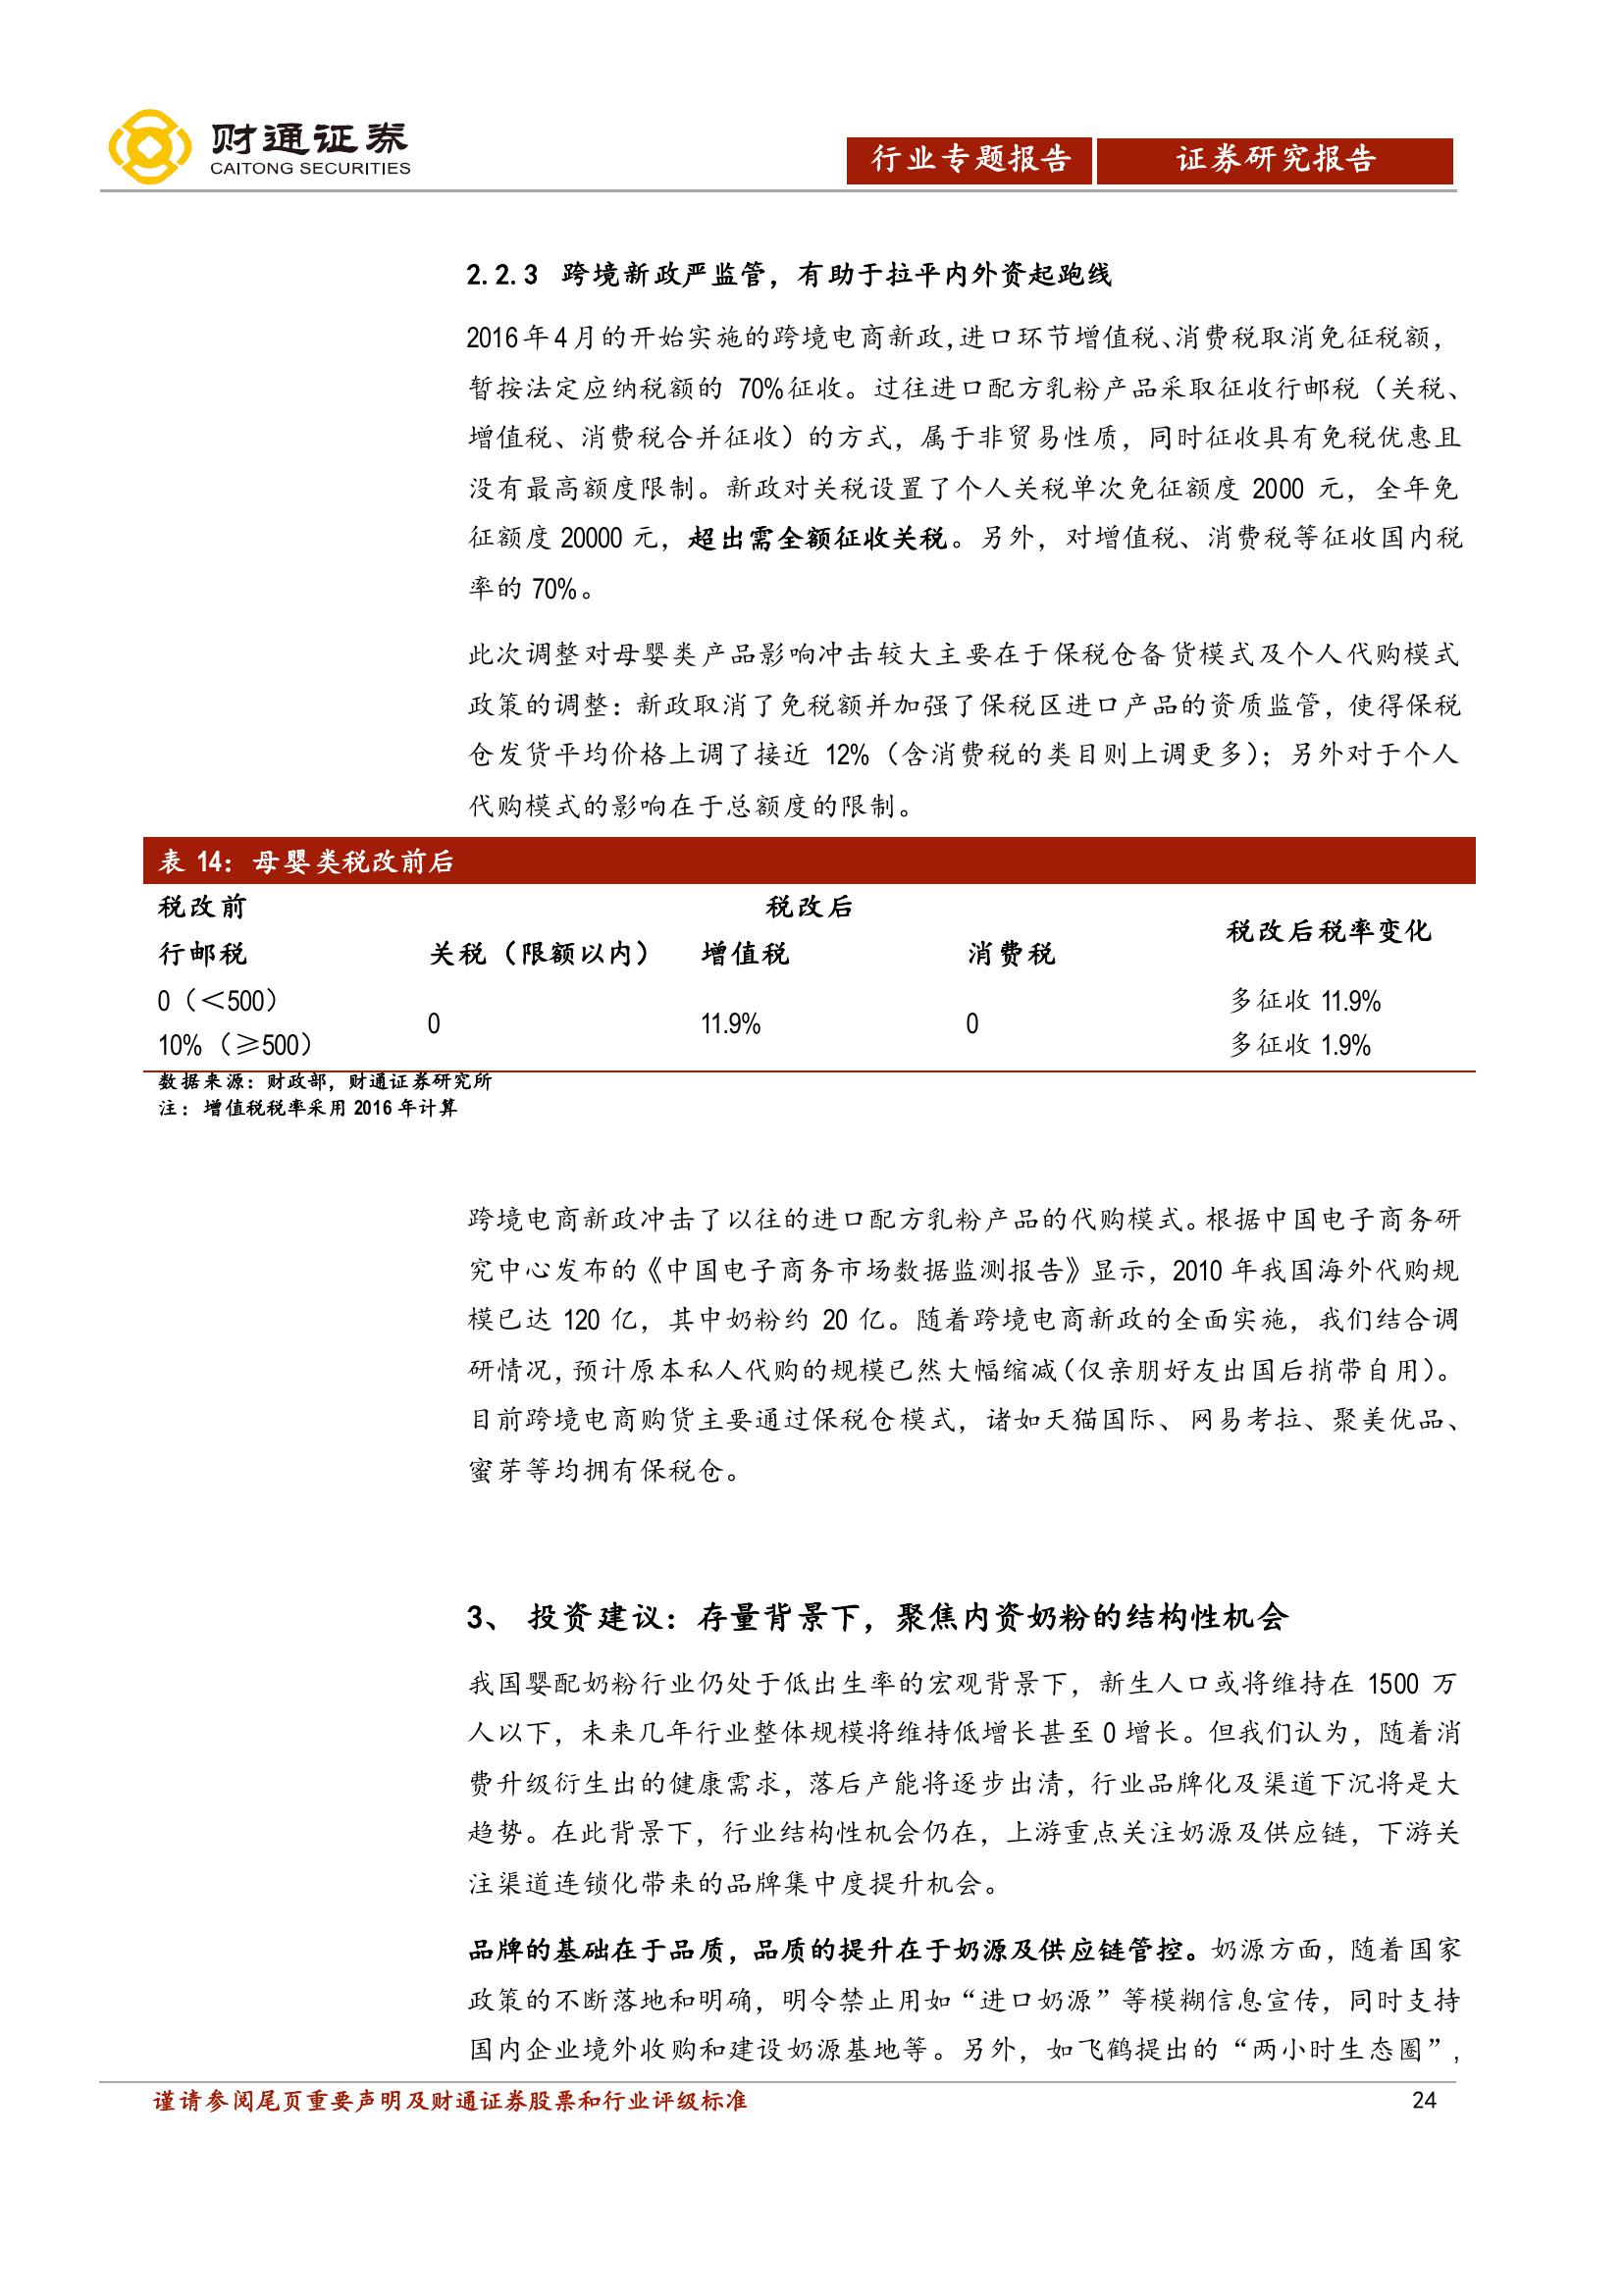 财通证券
CAITONG SECURITIES
行业专题报告
证券研究报告
2.2.3 跨境新政严监管，有助于拉平内外资起跑线
2016年4月的开始实施的跨境电商新政,进口环节增值税、消费税取消免征税额，
暂按法定应纳税额的 70%征收。过往进口配方乳粉产品采取征收行邮税（关税、
增值税、消费税合并征收）的方式，属于非贸易性质，同时征收具有免税优惠且
没有最高额度限制。新政对关税设置了个人关税单次免征额度 2000 元，全年免
征额度 20000 元，超出需全额征收关税。另外，对增值税、消费税等征收国内税
率的 70%。
此次调整对母婴类产品影响冲击较大主要在于保税仓备货模式及个人代购模式
政策的调整：新政取消了免税额并加强了保税区进口产品的资质监管，使得保税
仓发货平均价格上调了接近 12%（含消费税的类目则上调更多）；另外对于个人
代购模式的影响在于总额度的限制。
表 14：母婴类税改前后
税改前 税改后 税改后税率变化
行邮税 关税（限额以内） 增值税 消费税
0（＜500） 多征收 11.9%
0 11.9% 0
10%（≥500） 多征收 1.9%
数据来源：财政部，财通证券研究所
注：增值税税率采用 2016 年计算
跨境电商新政冲击了以往的进口配方乳粉产品的代购模式。根据中国电子商务研
究中心发布的《中国电子商务市场数据监测报告》显示，2010 年我国海外代购规
模已达 120 亿，其中奶粉约 20 亿。随着跨境电商新政的全面实施，我们结合调
研情况，预计原本私人代购的规模已然大幅缩减（仅亲朋好友出国后捎带自用）。
目前跨境电商购货主要通过保税仓模式，诸如天猫国际、网易考拉、聚美优品、
蜜芽等均拥有保税仓。
3、 投资建议：存量背景下，聚焦内资奶粉的结构性机会
我国婴配奶粉行业仍处于低出生率的宏观背景下，新生人口或将维持在 1500 万
人以下，未来几年行业整体规模将维持低增长甚至 0 增长。但我们认为，随着消
费升级衍生出的健康需求，落后产能将逐步出清，行业品牌化及渠道下沉将是大
趋势。在此背景下，行业结构性机会仍在，上游重点关注奶源及供应链，下游关
注渠道连锁化带来的品牌集中度提升机会。
品牌的基础在于品质，品质的提升在于奶源及供应链管控。奶源方面，随着国家
政策的不断落地和明确，明令禁止用如“进口奶源”等模糊信息宣传，同时支持
国内企业境外收购和建设奶源基地等。另外，如飞鹤提出的“两小时生态圈”，
谨请参阅尾页重要声明及财通证券股票和行业评级标准 24